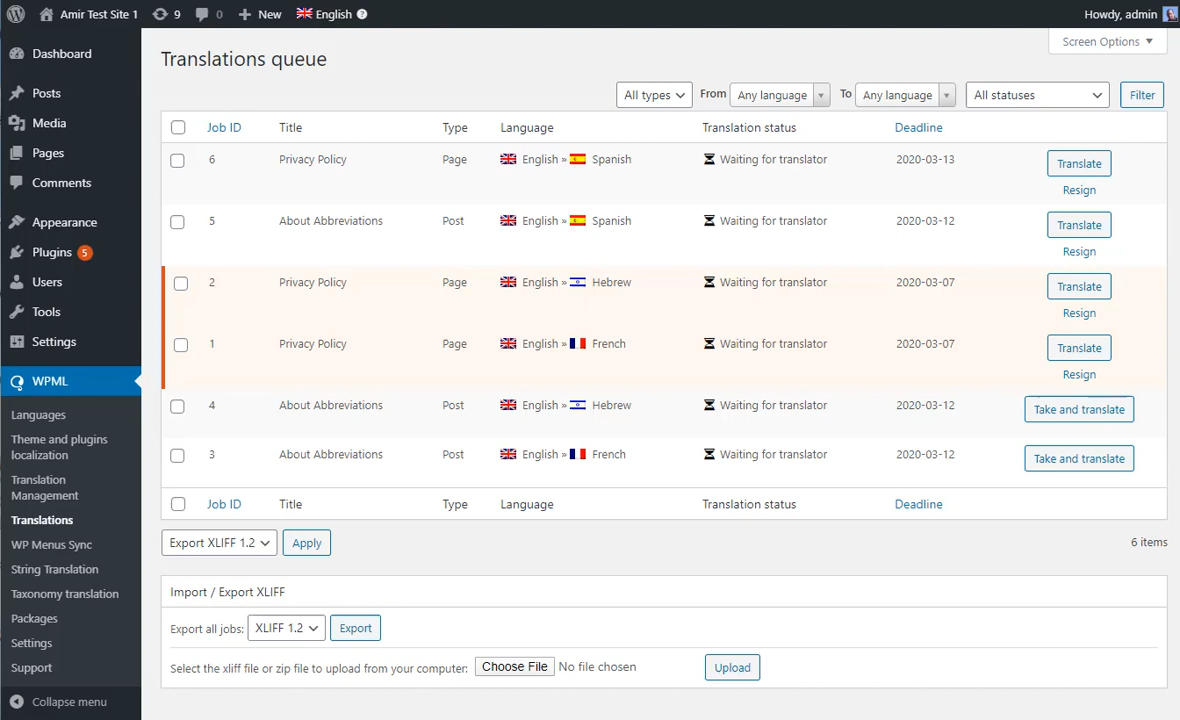 Amir Test Site 1 9 0 New English Howdy, admin
Screen Options
Dashboard
Posts
Media
Pages
Comments
Appearance
Plugins 5
Users
Tools
Settings
WPML
Languages
Theme and plugins
localization
Translation
Management
Translations
WP Menus Sync
String Translation
Taxonomy translation
Packages
Settings
Support
Collapse menu
Translations queue
All types From Any language To Any language All statuses Filter
Job ID Title Type Language Translation status Deadline
6 Privacy Policy Page English » Spanish Waiting for translator 2020-03-13 Translate
Resign
5 About Abbreviations Post English » Spanish Waiting for translator 2020-03-12 Translate
Resign
2 Privacy Policy Page English » Hebrew Waiting for translator 2020-03-07 Translate
Resign
1 Privacy Policy Page English » French Waiting for translator 2020-03-07 Translate
Resign
4 About Abbreviations Post English » Hebrew Waiting for translator 2020-03-12 Take and translate
3 About Abbreviations Post English » French Waiting for translator 2020-03-12 Take and translate
Job ID Title Type Language Translation status Deadline
Export XLIFF 1.2 Apply 6 items
Import / Export XLIFF
Export all jobs: XLIFF 1.2 Export
Select the xliff file or zip file to upload from your computer: Choose File No file chosen Upload